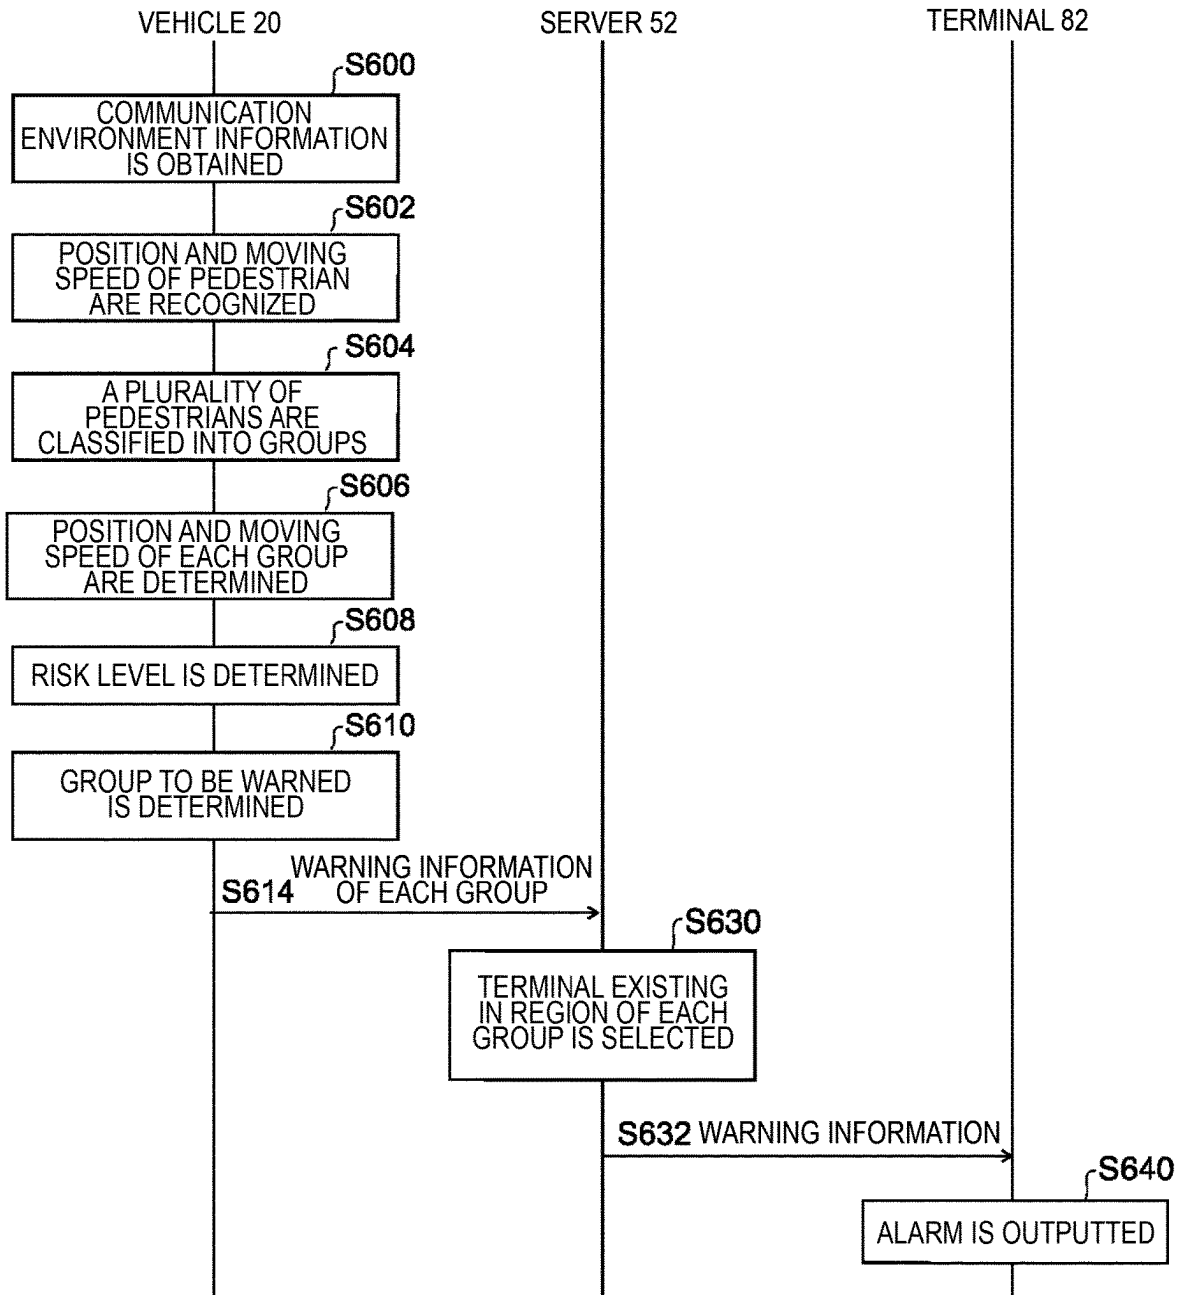 VEHICLE 20
SERVER 52
TERMINAL 82
S600
COMMUNICATION
ENVIRONMENT INFORMATION
IS OBTAINED
S602
POSITION AND MOVING
SPEED OF PEDESTRIAN
ARE RECOGNIZED
S604
A PLURALITY OF
PEDESTRIANS ARE
CLASSIFIED INTO GROUPS
S606
POSITION AND MOVING
SPEED OF EACH GROUP
ARE DETERMINED
S608
RISK LEVEL IS DETERMINED
S610
GROUP TO BE WARNED
IS DETERMINED
S614
WARNING INFORMATION
OF EACH GROUP
S630
TERMINAL EXISTING
IN REGION OF EACH
GROUP IS SELECTED
S632 WARNING INFORMATION
S640
ALARM IS OUTPUTTED